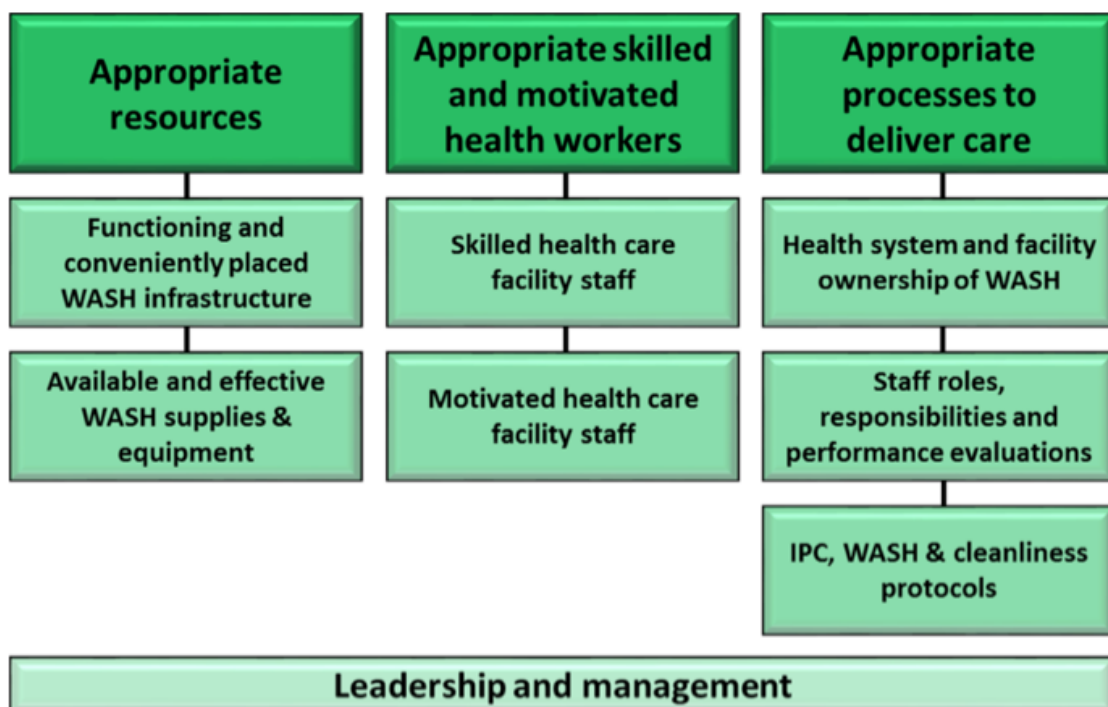 Appropriate
resources
Functioning and
conveniently placed
WASH infrastructure
Available and effective
WASH supplies &
equipment
Appropriate skilled
and motivated
health workers
Skilled health care
facility staff
Motivated health care
facility staff
Appropriate
processes to
deliver care
Health system and facility
ownership of WASH
Staff roles,
responsibilities and
performance evaluations
IPC, WASH & cleanliness
protocols
Leadership and management